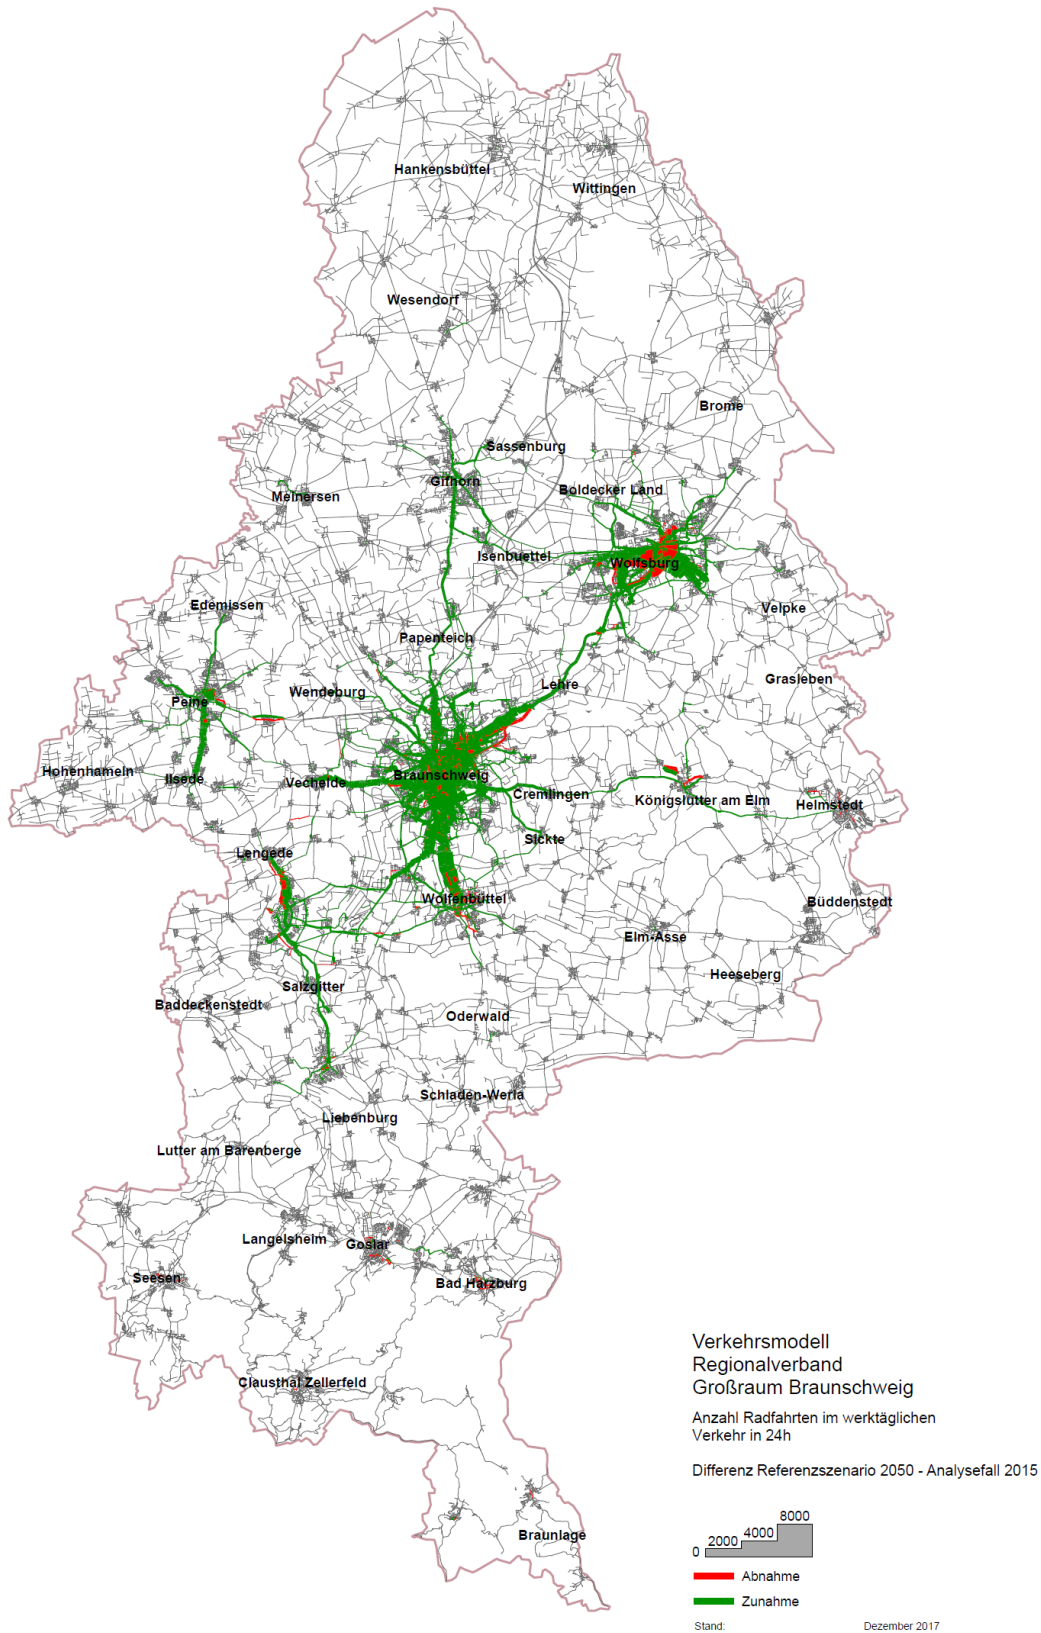 Hankensbüttel
Wittingen
Wesendorf
Brome
Sassenburg
Gifhorn
Boldecker Land
Meinersen
Isenbuettel
Wolfsburg
Edemissen
Velpke
Papenteich
Grasleben
Lehre
Wendeburg
Peine
Hohenhameln
Ilsede
Vechelde
Braunschweig
Cremlingen
Königslutter am Elm
Helmstedt
Sickte
Lengede
Wolfenbüttel
Büddenstedt
Elm-Asse
Heeseberg
Salzgitter
Baddeckenstedt
Oderwald
Schladen-Werla
Liebenburg
Lutter am Barenberge
Langelsheim
Goslar
Seesen
Bad Harzburg
Clausthal Zellerfeld
Braunlage
Verkehrsmodell
Regionalverband
Großraum Braunschweig
Anzahl Radfahrten im werktäglichen
Verkehr in 24h
Differenz Referenzszenario 2050 - Analysefall 2015
0 2000 4000 8000
Abnahme
Zunahme
Stand: Dezember 2017